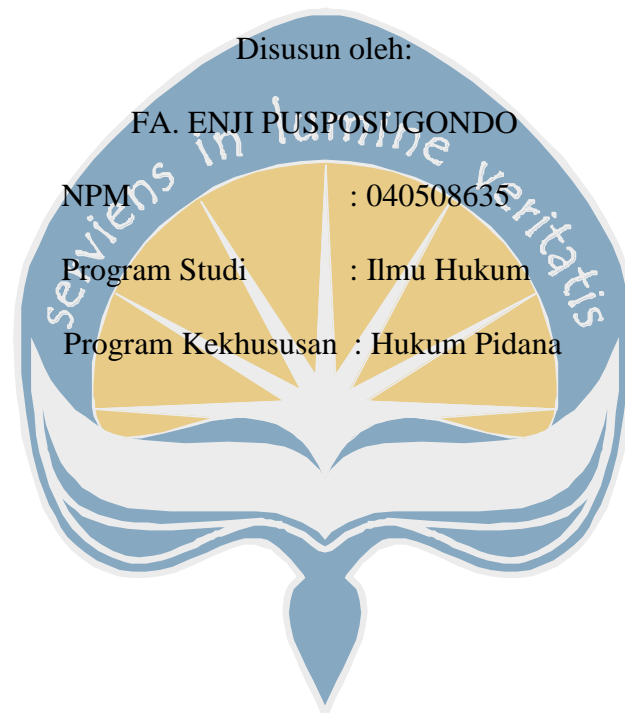 Disusun oleh:
FA. ENJI PUSPOSUGONDO
serviens in lumine veritatis
NPM : 040508635
Program Studi : Ilmu Hukum
Program Kekhususan : Hukum Pidana